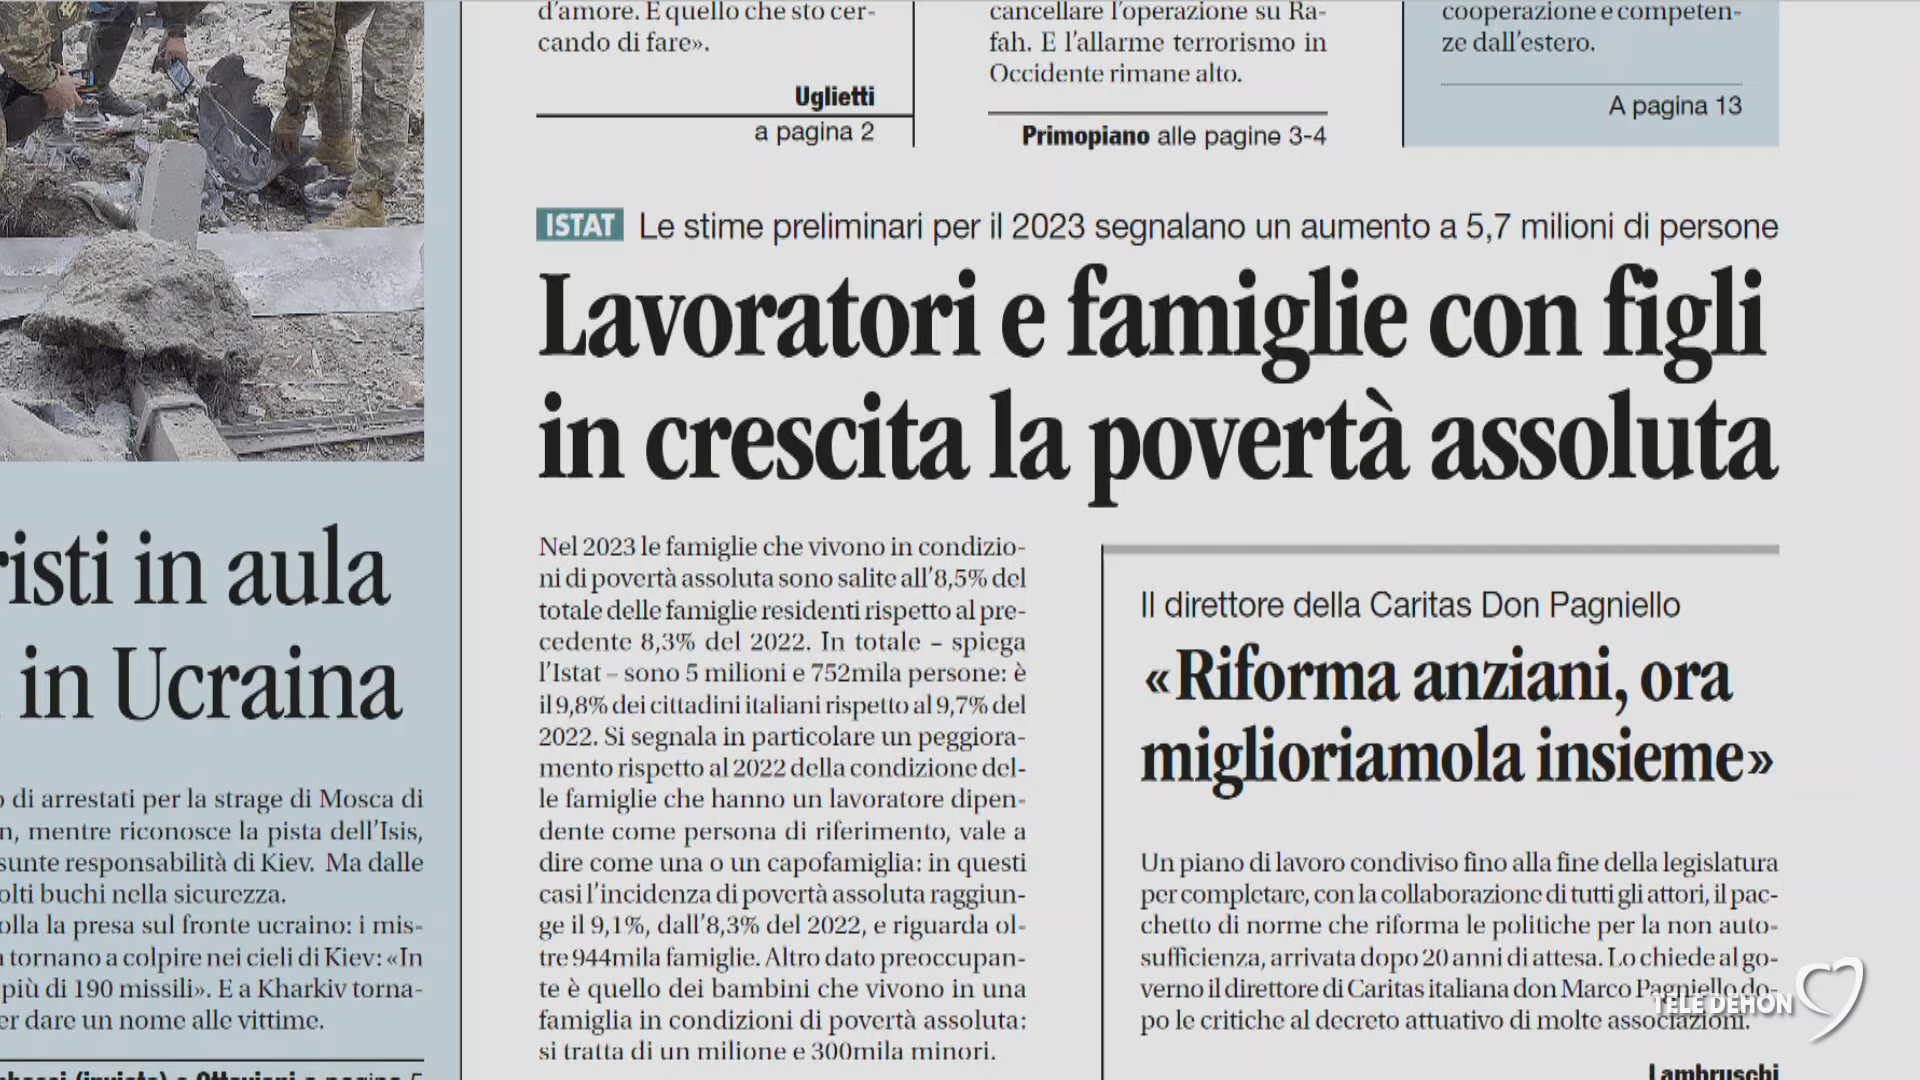 d'amore. E quello che sto cer-
cando di fare».
Uglietti
a pagina 2
cancellare l'operazione su Ra-
fah. E l'allarme terrorismo in
Occidente rimane alto.
Primopiano alle pagine 3-4
cooperazione e competen-
ze dall'estero.
A pagina 13
ISTAT Le stime preliminari per il 2023 segnalano un aumento a 5,7 milioni di persone
Lavoratori e famiglie con figli
in crescita la povertà assoluta
Nel 2023 le famiglie che vivono in condizio-
ni di povertà assoluta sono salite all'8,5% del
totale delle famiglie residenti rispetto al pre-
cedente 8,3% del 2022. In totale – spiega
l'Istat – sono 5 milioni e 752mila persone: è
il 9,8% dei cittadini italiani rispetto al 9,7% del
2022. Si segnala in particolare un peggiora-
mento rispetto al 2022 della condizione del-
le famiglie che hanno un lavoratore dipen-
dente come persona di riferimento, vale a
dire come una o un capofamiglia: in questi
casi l'incidenza di povertà assoluta raggiun-
ge il 9,1%, dall'8,3% del 2022, e riguarda ol-
tre 944mila famiglie. Altro dato preoccupan-
te è quello dei bambini che vivono in una
famiglia in condizioni di povertà assoluta:
si tratta di un milione e 300mila minori.
Il direttore della Caritas Don Pagniello
«Riforma anziani, ora
miglioriamola insieme»
Un piano di lavoro condiviso fino alla fine della legislatura
per completare, con la collaborazione di tutti gli attori, il pac-
chetto di norme che riforma le politiche per la non auto-
sufficienza, arrivata dopo 20 anni di attesa. Lo chiede al go-
verno il direttore di Caritas italiana don Marco Pagniello do-
po le critiche al decreto attuativo di molte associazioni.
Lambruschi
risti in aula
in Ucraina
o di arrestati per la strage di Mosca di
n, mentre riconosce la pista dell'Isis,
sunte responsabilità di Kiev. Ma dalle
olti buchi nella sicurezza.
olla la presa sul fronte ucraino: i mis-
a tornano a colpire nei cieli di Kiev: «In
più di 190 missili». E a Kharkiv torna-
er dare un nome alle vittime.
(inviata) e Ottaviani a pagina 5
TELE DEHON